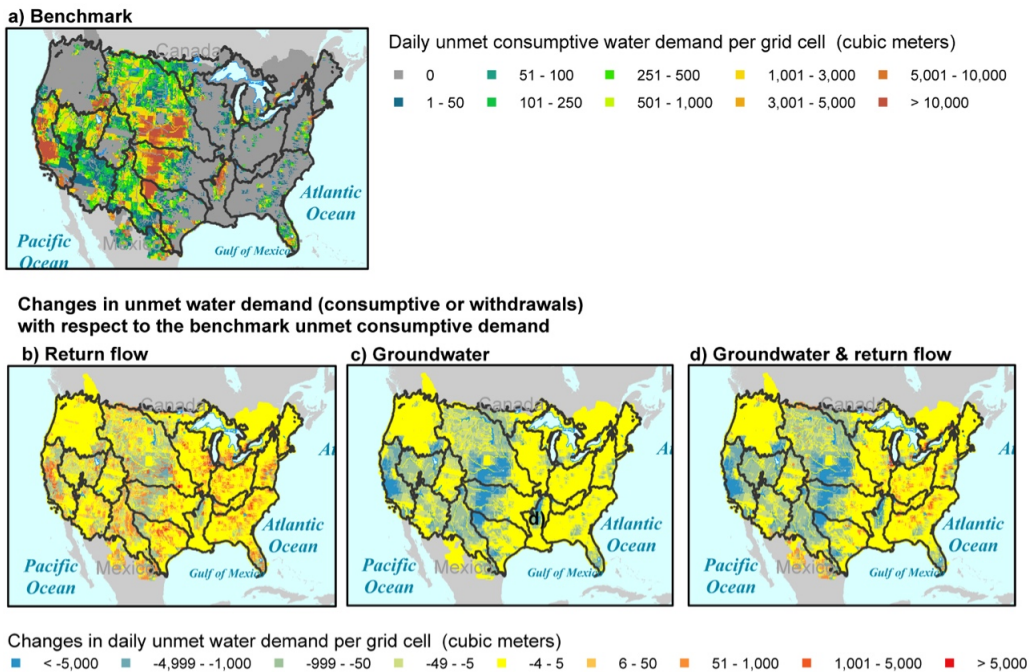 a) Benchmark
Canada
Atlantic
Ocean
Pacific
Ocean
Mexico
Gulf of Mexico
Daily unmet consumptive water demand per grid cell (cubic meters)
0 51 - 100 251 - 500 1,001 - 3,000 5,001 - 10,000
1 - 50 101 - 250 501 - 1,000 3,001 - 5,000 > 10,000
Changes in unmet water demand (consumptive or withdrawals)
with respect to the benchmark unmet consumptive demand
b) Return flow
Canada
At
Atlantic
Ocean
Pacific
Ocean
Mexico
Gulf of Mexico
c) Groundwater
Canada
At
d)
Atlantic
Ocean
Pacific
Ocean
Mexico
Gulf of Mexico
d) Groundwater & return flow
Canada
At
Atlantic
Ocean
Pacific
Ocean
Mexico
Gulf of Mexico
Changes in daily unmet water demand per grid cell (cubic meters)
< -5,000 -4,999 - -1,000 -999 - -50 -49 - -5 -4 - 5 6 - 50 51 - 1,000 1,001 - 5,000 > 5,000